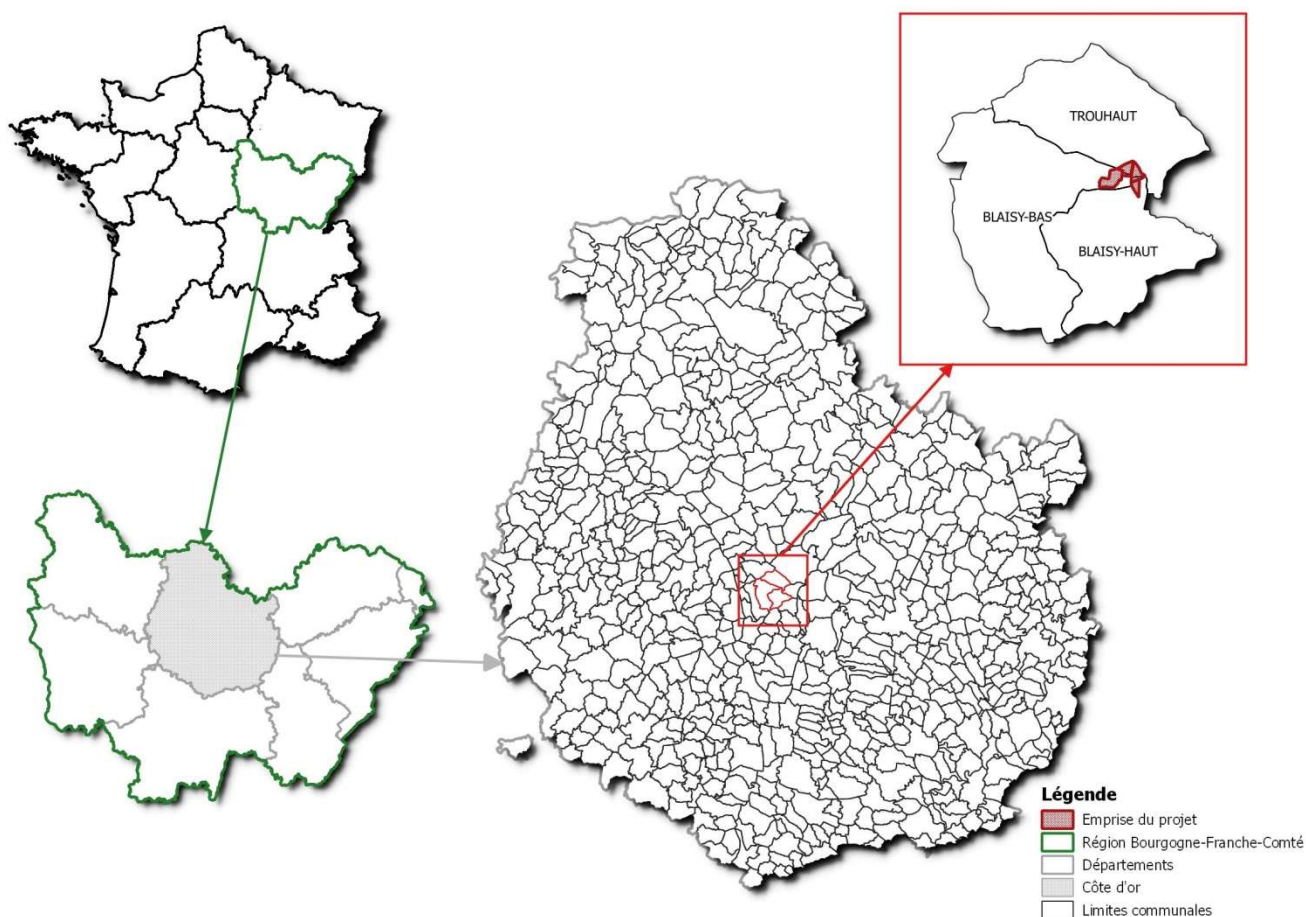 TROUHAUT
BLAISY-BAS
BLAISY-HAUT
Légende
Emprise du projet
Région Bourgogne-Franche-Comté
Départements
Côte d'or
Limites communales